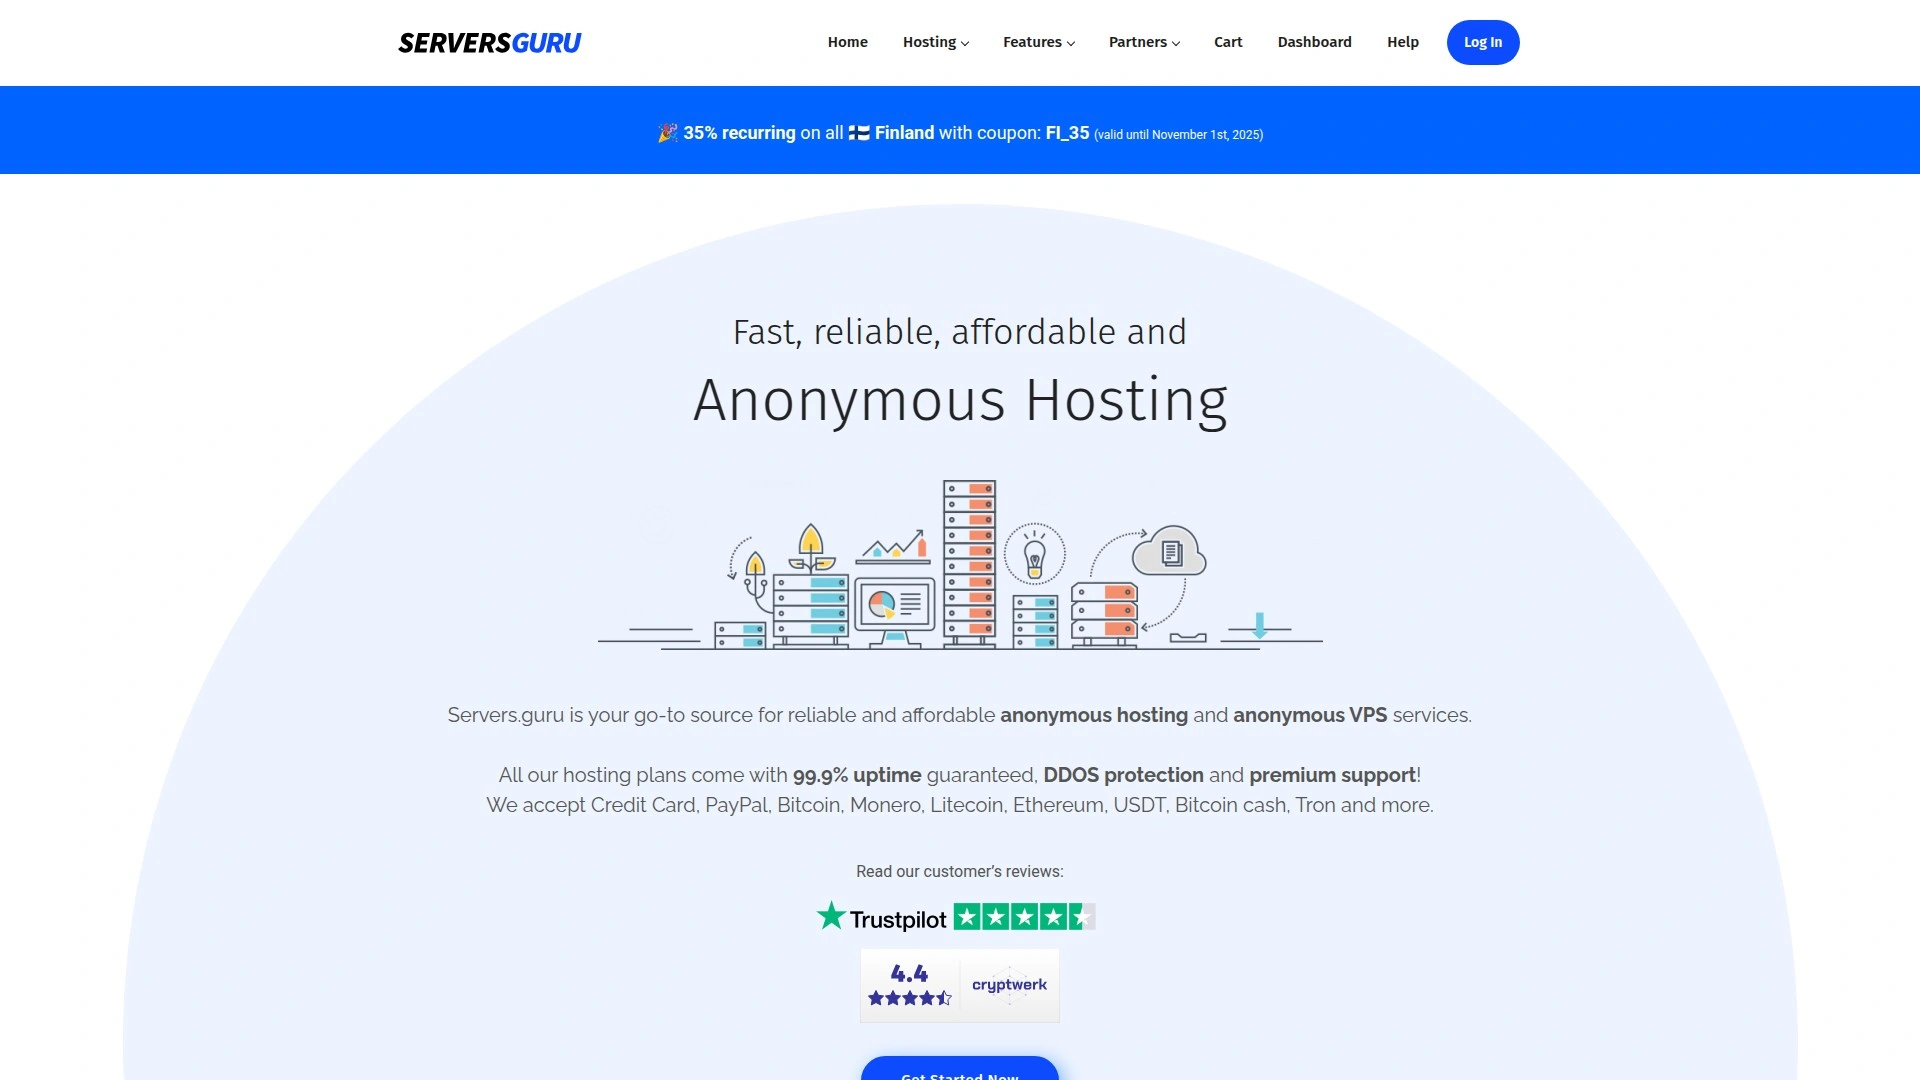 SERVERSGURU
Home Hosting Features Partners Cart Dashboard Help Log In
🎉 35% recurring on all 🇫🇮 Finland with coupon: FI_35 (valid until November 1st, 2025)
Fast, reliable, affordable and
Anonymous Hosting
Servers.guru is your go-to source for reliable and affordable anonymous hosting and anonymous VPS services.
All our hosting plans come with 99.9% uptime guaranteed, DDOS protection and premium support!
We accept Credit Card, PayPal, Bitcoin, Monero, Litecoin, Ethereum, USDT, Bitcoin cash, Tron and more.
Read our customer’s reviews:
Trustpilot
4.4
cryptwerk
Get Started Now